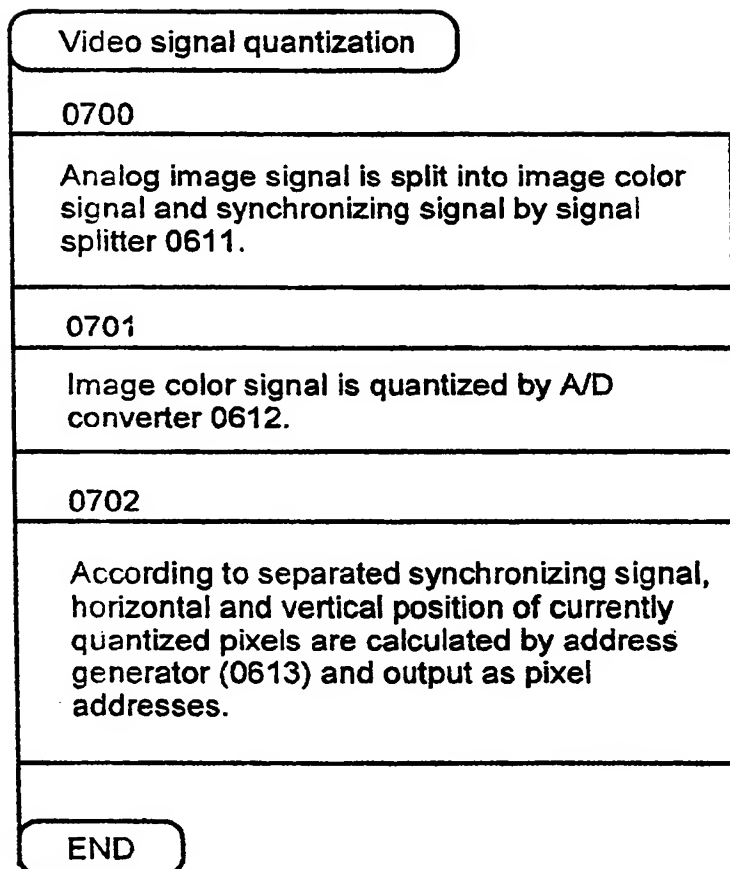 Video signal quantization
0700
Analog image signal is split into image color
signal and synchronizing signal by signal
splitter 0611.
0701
Image color signal is quantized by A/D
converter 0612.
0702
According to separated synchronizing signal,
horizontal and vertical position of currently
quantized pixels are calculated by address
generator (0613) and output as pixel
addresses.
END